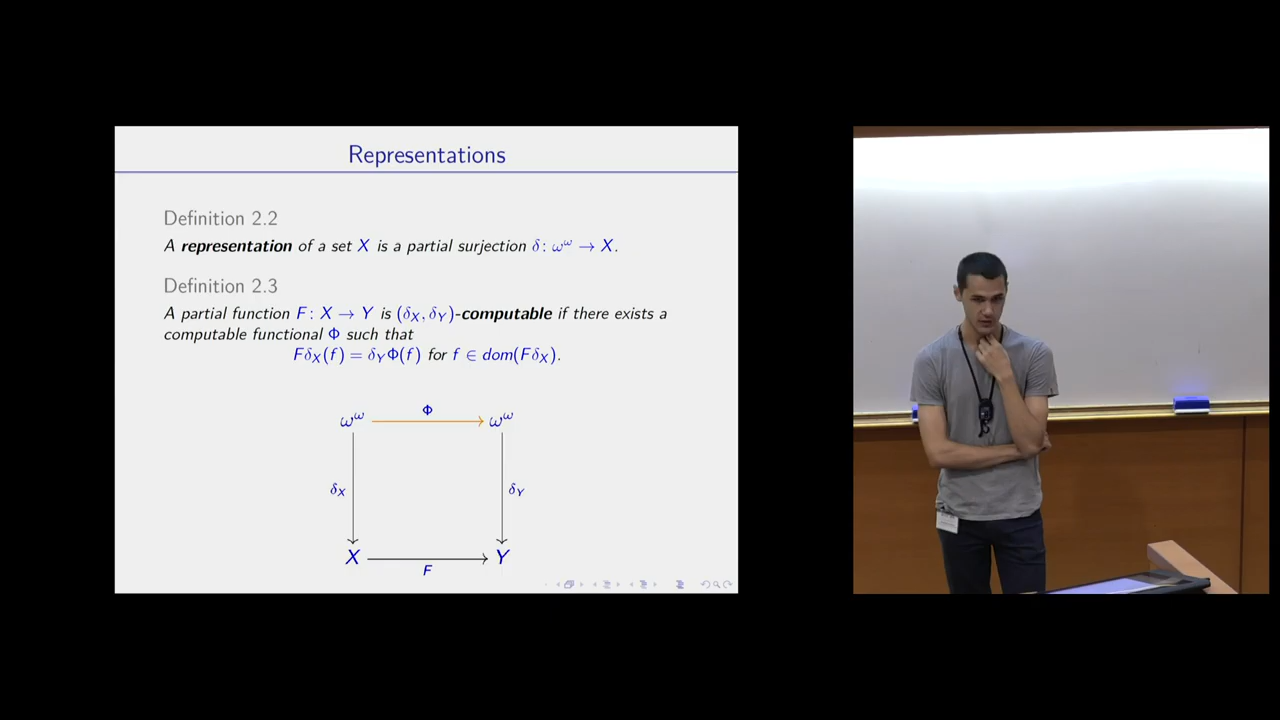 Representations
Definition 2.2
A representation of a set X is a partial surjection δ: ω^ω → X.
Definition 2.3
A partial function F: X → Y is (δ_X, δ_Y)-computable if there exists a
computable functional Φ such that
Fδ_X(f) = δ_YΦ(f) for f ∈ dom(Fδ_X).
Φ
ω^ω ω^ω
δ_X δ_Y
X Y
F